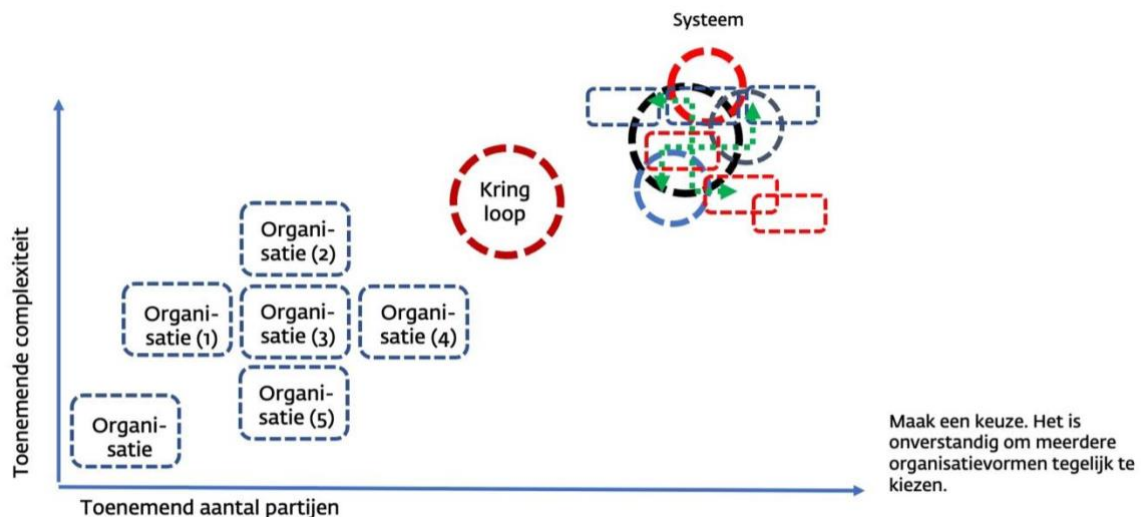 Systeem
Kring
loop
Organi-
satie (2)
Organi-
satie (1)
Organi-
satie (3)
Organi-
satie (4)
Organi-
satie (5)
Organi-
satie
Toenemende complexiteit
Toenemend aantal partijen
Maak een keuze. Het is
onverstandig om meerdere
organisatievormen tegelijk te
kiezen.